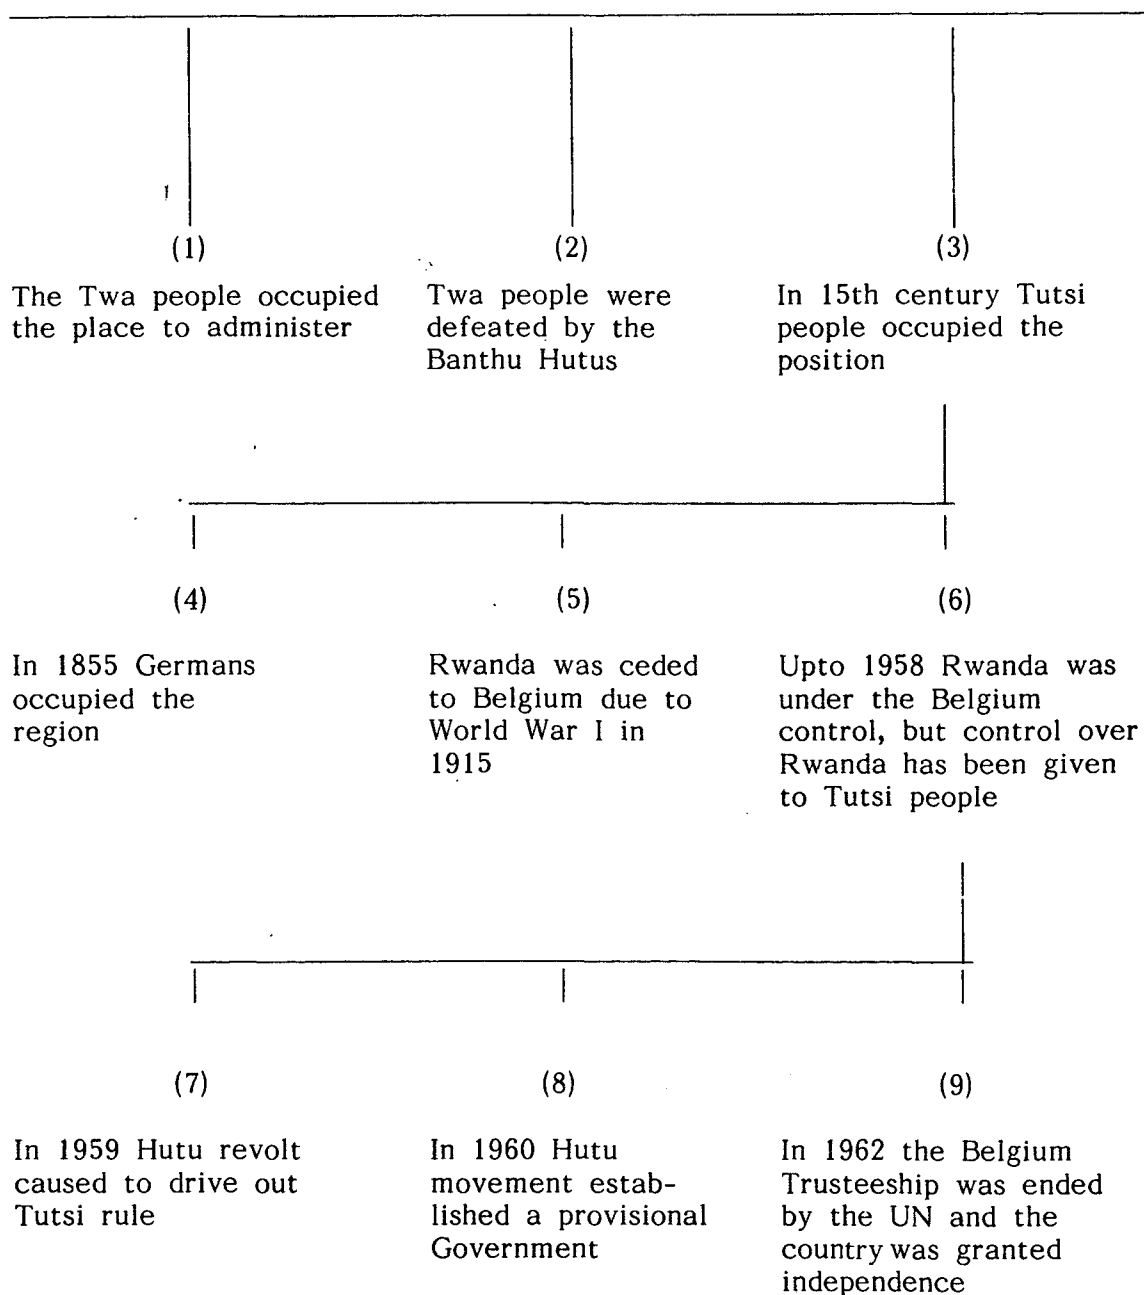 (1)
The Twa people occupied
the place to administer
(2)
Twa people were
defeated by the
Banthu Hutus
(3)
In 15th century Tutsi
people occupied the
position
(4)
In 1855 Germans
occupied the
region
(5)
Rwanda was ceded
to Belgium due to
World War I in
1915
(6)
Upto 1958 Rwanda was
under the Belgium
control, but control over
Rwanda has been given
to Tutsi people
(7)
In 1959 Hutu revolt
caused to drive out
Tutsi rule
(8)
In 1960 Hutu
movement estab-
lished a provisional
Government
(9)
In 1962 the Belgium
Trusteeship was ended
by the UN and the
country was granted
independence